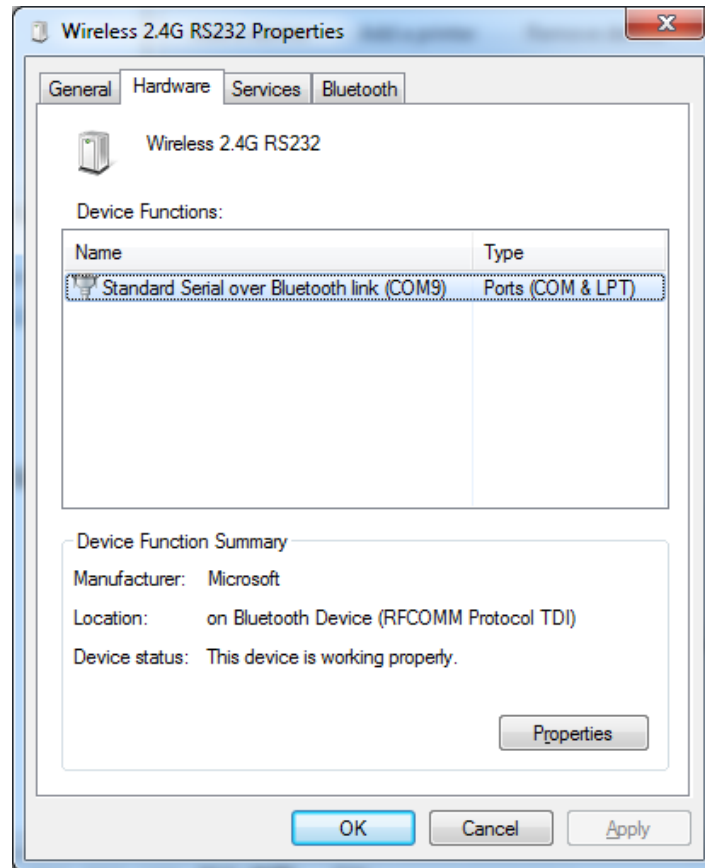 Wireless 2.4G RS232 Properties
General Hardware Services Bluetooth
Wireless 2.4G RS232
Device Functions:
Name Type
Standard Serial over Bluetooth link (COM9) Ports (COM & LPT)
Device Function Summary
Manufacturer: Microsoft
Location: on Bluetooth Device (RFCOMM Protocol TDI)
Device status: This device is working properly.
Properties
OK Cancel Apply